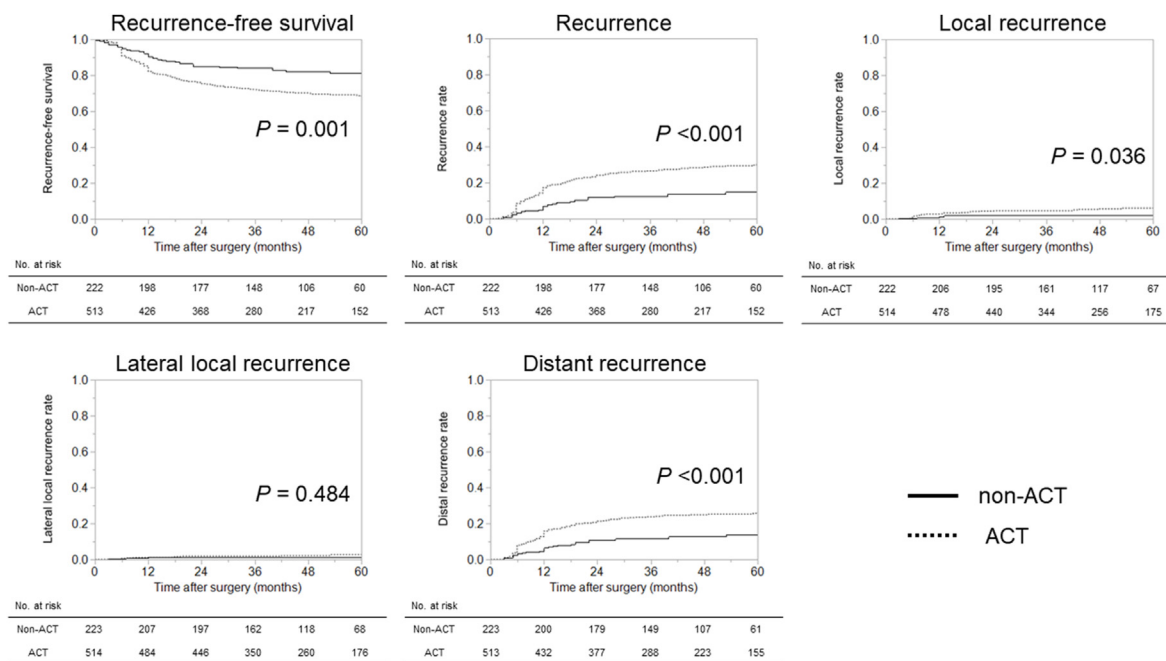 Recurrence-free survival
Recurrence-free survival
1.0
0.8
0.6
0.4
0.2
0.0
P = 0.001
0 12 24 36 48 60
Time after surgery (months)
No. at risk
Non-ACT 222 198 177 148 106 60
ACT 513 426 368 280 217 152
Recurrence
Recurrence rate
1.0
0.8
0.6
0.4
0.2
0.0
P <0.001
0 12 24 36 48 60
Time after surgery (months)
No. at risk
Non-ACT 222 198 177 148 106 60
ACT 513 426 368 280 217 152
Local recurrence
Local recurrence rate
1.0
0.8
0.6
0.4
0.2
0.0
P = 0.036
0 12 24 36 48 60
Time after surgery (months)
No. at risk
Non-ACT 222 206 195 161 117 67
ACT 514 478 440 344 256 175
Lateral local recurrence
Lateral local recurrence rate
1.0
0.8
0.6
0.4
0.2
0.0
P = 0.484
0 12 24 36 48 60
Time after surgery (months)
No. at risk
Non-ACT 223 207 197 162 118 68
ACT 514 484 446 350 260 176
Distant recurrence
Distal recurrence rate
1.0
0.8
0.6
0.4
0.2
0.0
P <0.001
0 12 24 36 48 60
Time after surgery (months)
No. at risk
Non-ACT 223 200 179 149 107 61
ACT 513 432 377 288 223 155
non-ACT
ACT